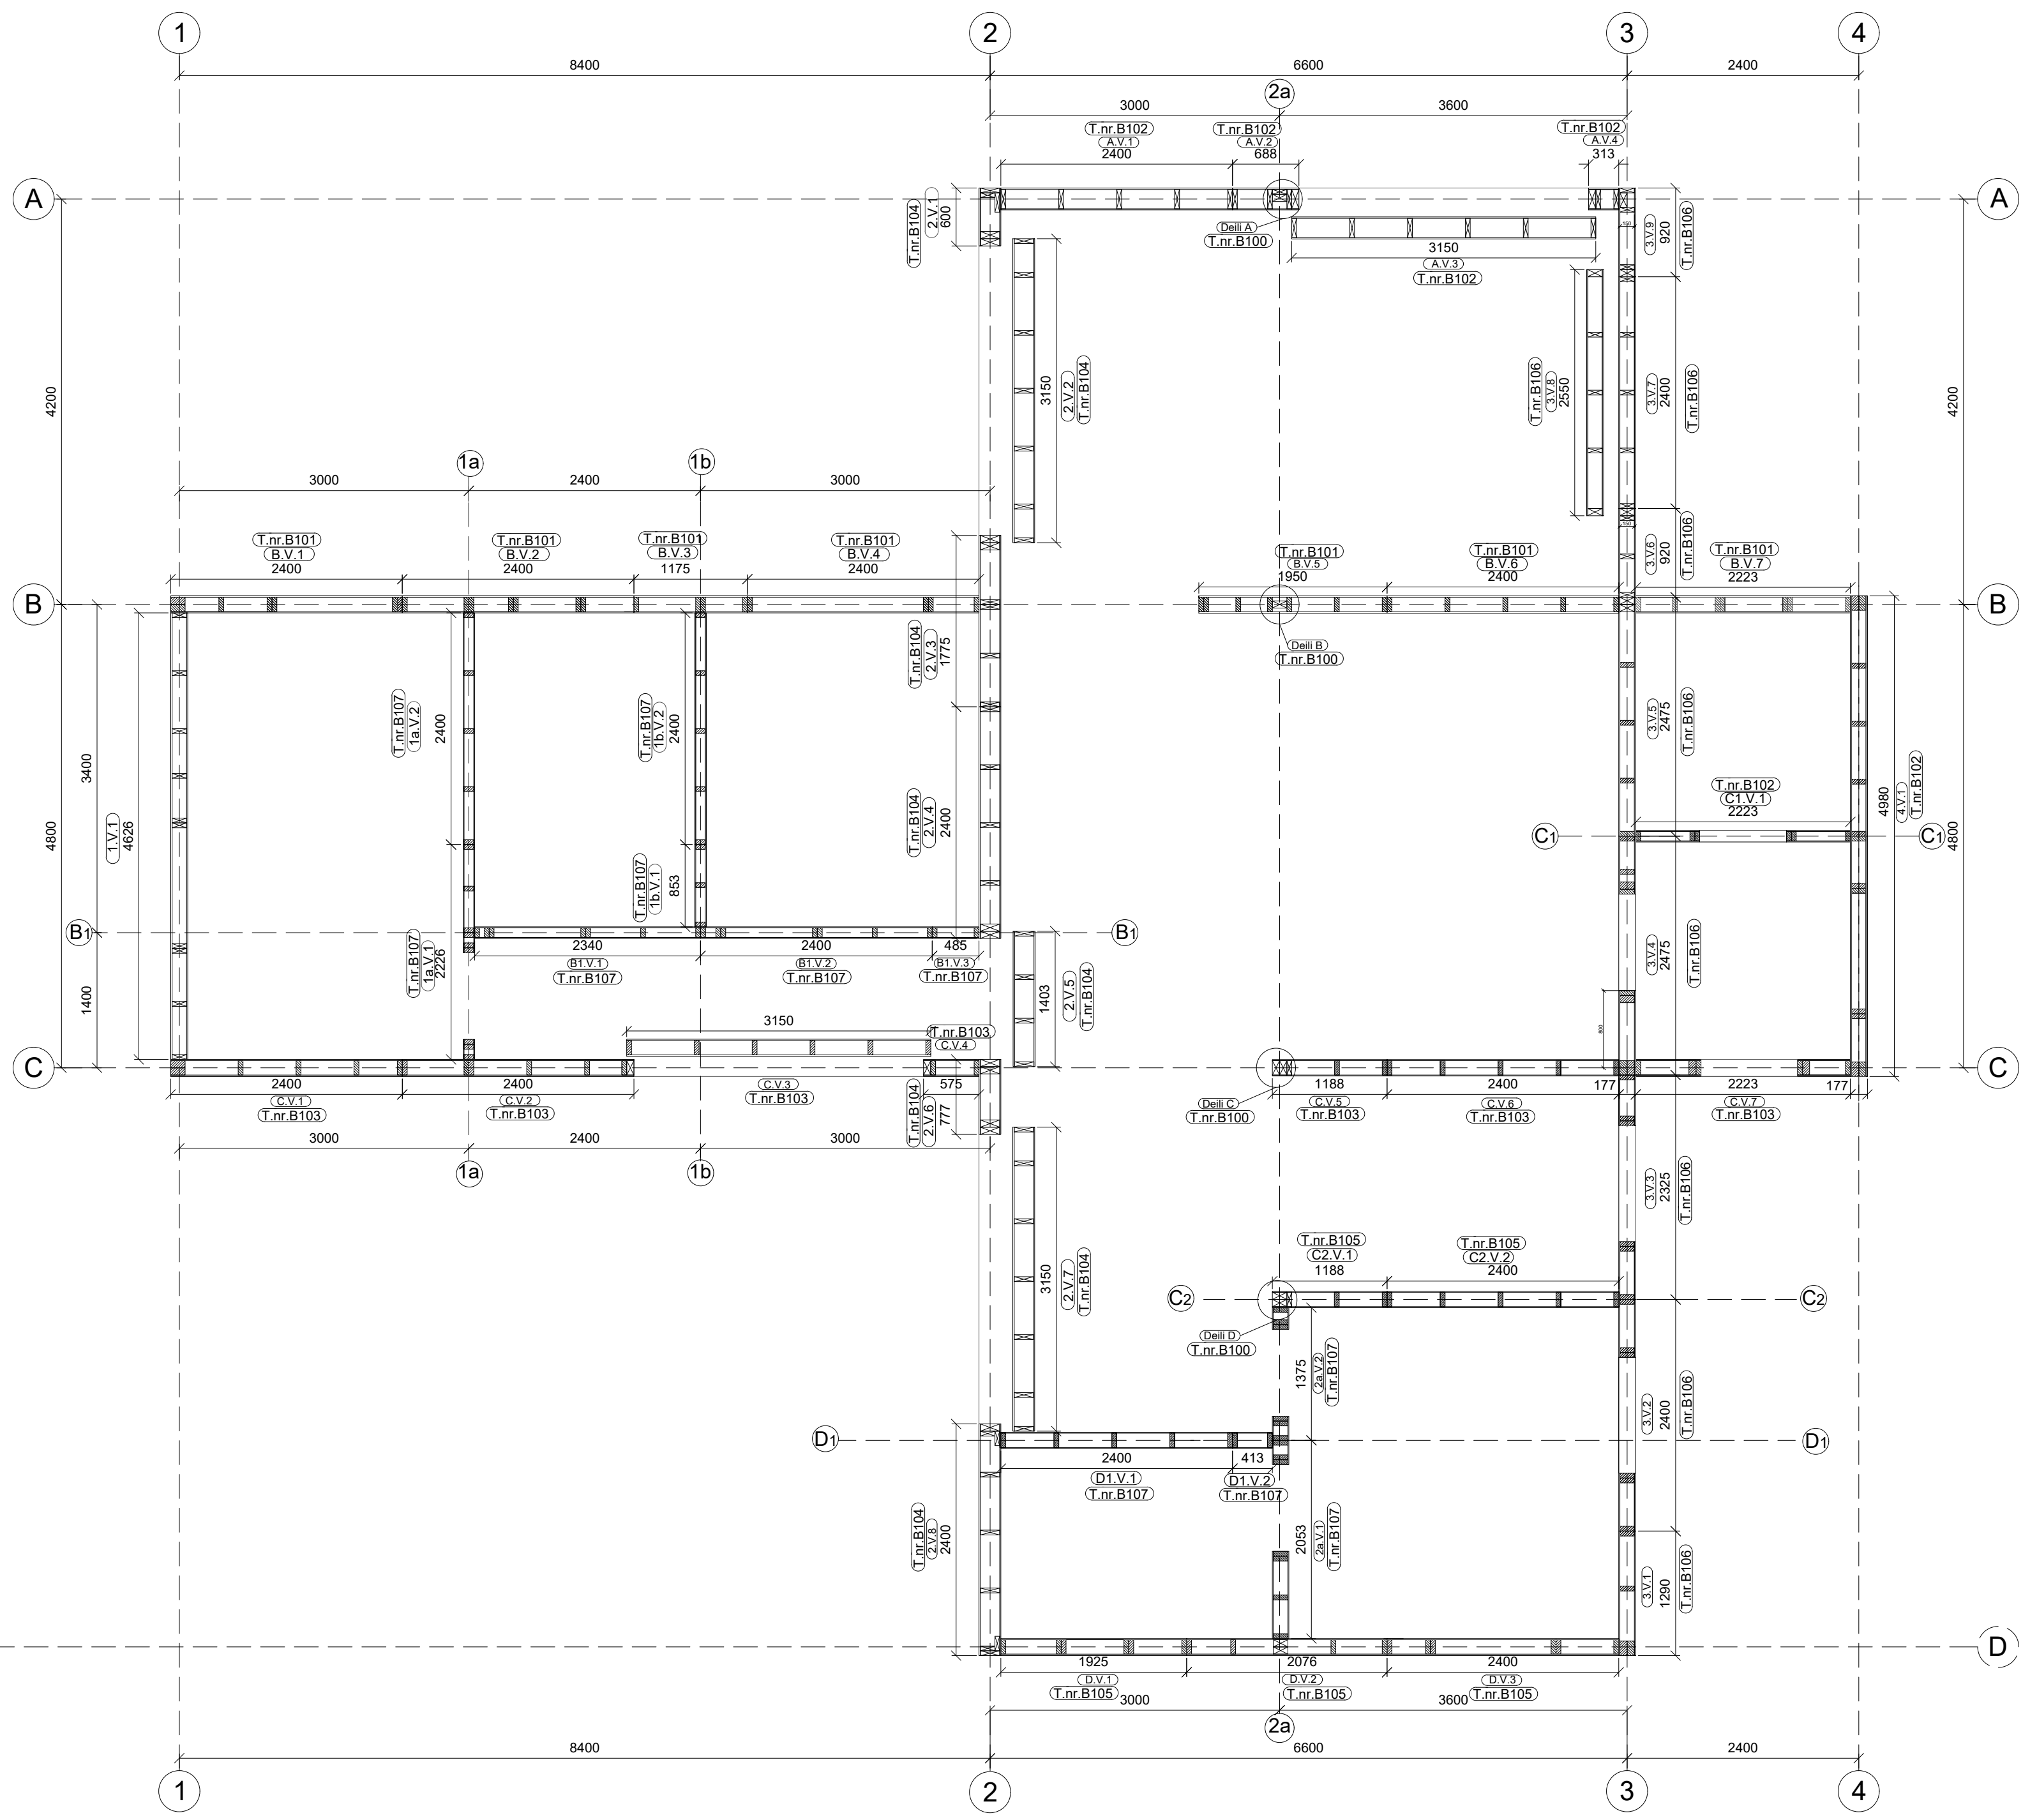 1
2
3
4
8400
6600
2400
2a
3000
3600
T.nr.B102
A.V.1
2400
T.nr.B102
A.V.2
688
T.nr.B102
A.V.4
313
A
A
T.nr.B104
2.V.1
600
Deili A
T.nr.B100
3150
A.V.3
T.nr.B102
150
3.V.9
920
T.nr.B106
4200
4200
3150
2.V.2
T.nr.B104
T.nr.B106
3.V.8
2550
3.V.7
2400
T.nr.B106
1a
1b
3000
2400
3000
T.nr.B101
B.V.1
2400
T.nr.B101
B.V.2
2400
T.nr.B101
B.V.3
1175
T.nr.B101
B.V.4
2400
T.nr.B101
B.V.5
1950
T.nr.B101
B.V.6
2400
150
3.V.6
920
T.nr.B106
T.nr.B101
B.V.7
2223
B
B
Deili B
T.nr.B100
T.nr.B104
2.V.3
1775
T.nr.B107
1a.V.2
2400
T.nr.B107
1b.V.2
2400
3.V.5
2475
T.nr.B106
3400
4800
1.V.1
4626
T.nr.B104
2.V.4
2400
T.nr.B102
C1.V.1
2223
4980
4.V.1
T.nr.B102
C1
C1
4800
T.nr.B107
1b.V.1
853
B1
B1
T.nr.B107
1a.V.1
2226
2340
B1.V.1
T.nr.B107
2400
B1.V.2
T.nr.B107
485
B1.V.3
T.nr.B107
3.V.4
2475
T.nr.B106
1400
1403
2.V.5
T.nr.B104
800
3150
T.nr.B103
C.V.4
C
C
2400
C.V.1
T.nr.B103
2400
C.V.2
T.nr.B103
C.V.3
T.nr.B103
575
T.nr.B104
2.V.6
777
Deili C
T.nr.B100
1188
C.V.5
T.nr.B103
2400
C.V.6
T.nr.B103
177
2223
C.V.7
T.nr.B103
177
3000
2400
3000
1a
1b
3.V.3
2325
T.nr.B106
T.nr.B105
C2.V.1
1188
T.nr.B105
C2.V.2
2400
3150
2.V.7
T.nr.B104
C2
C2
Deili D
T.nr.B100
1375
2a.V.2
T.nr.B107
3.V.2
2400
T.nr.B106
D1
D1
2400
D1.V.1
T.nr.B107
413
D1.V.2
T.nr.B107
T.nr.B104
2.V.8
2400
2053
2a.V.1
T.nr.B107
3.V.1
1290
T.nr.B106
D
1925
D.V.1
T.nr.B105
2076
D.V.2
T.nr.B105
2400
D.V.3
T.nr.B105
3000
3600
2a
8400
6600
2400
1
2
3
4